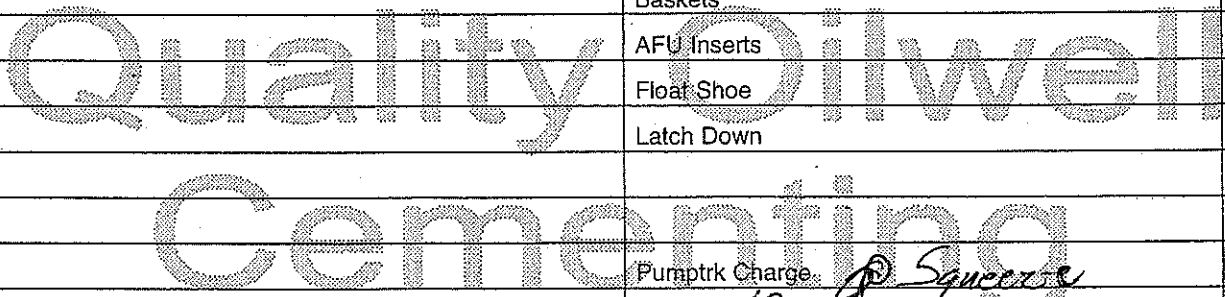 Baskets
Quality Oilwell
AFU Inserts
Float Shoe
Latch Down
Cementing
Pumptrk Charge Squeeze